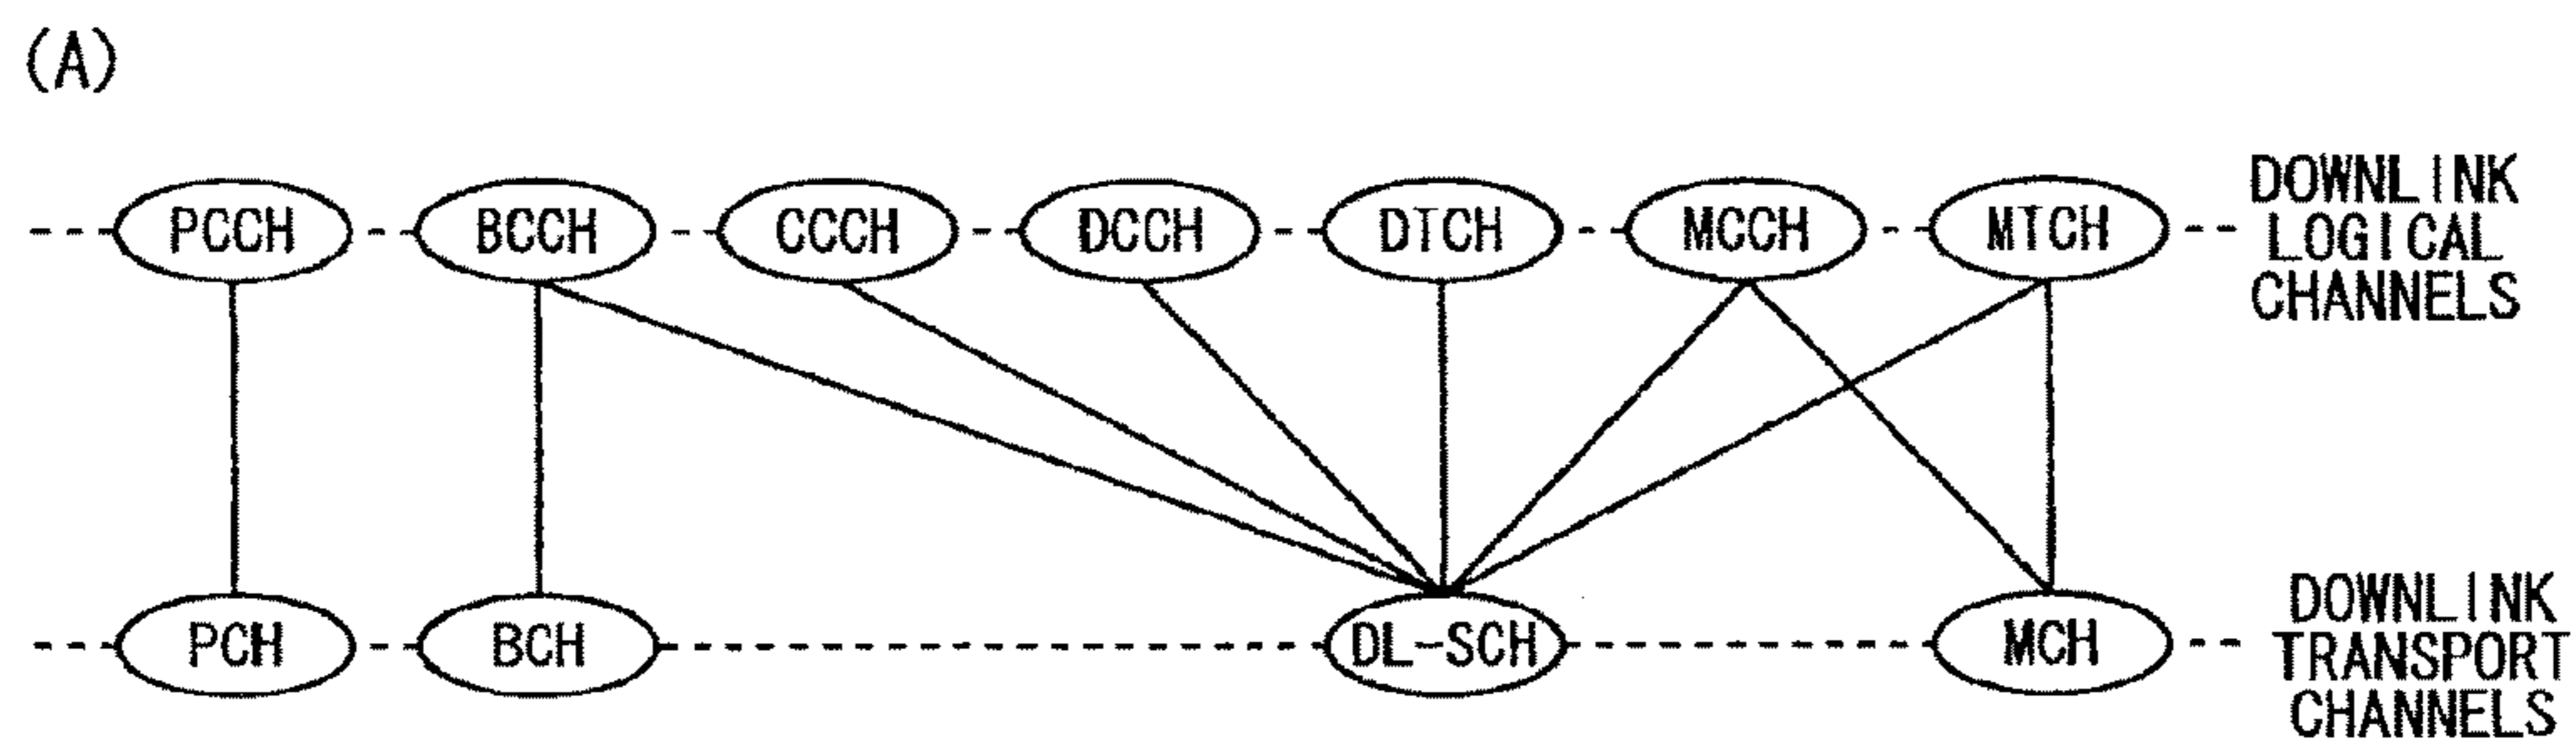 (A)
PCCH BCCH CCCH DCCH DTCH MCCH MTCH
DOWNLINK
LOGICAL
CHANNELS
PCH BCH DL-SCH MCH
DOWNLINK
TRANSPORT
CHANNELS